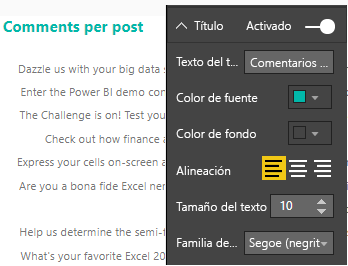 Comments per post
Dazzle us with your big data s
Enter the Power BI demo con
The Challenge is on! Test you
Check out how finance a
Express your cells on-screen a
Are you a bona fide Excel ner
Help us determine the semi-f
What's your favorite Excel 20
Título Activado
Texto del t... Comentarios ...
Color de fuente
Color de fondo
Alineación
Tamaño del texto 10
Familia de... Segoe (negrit